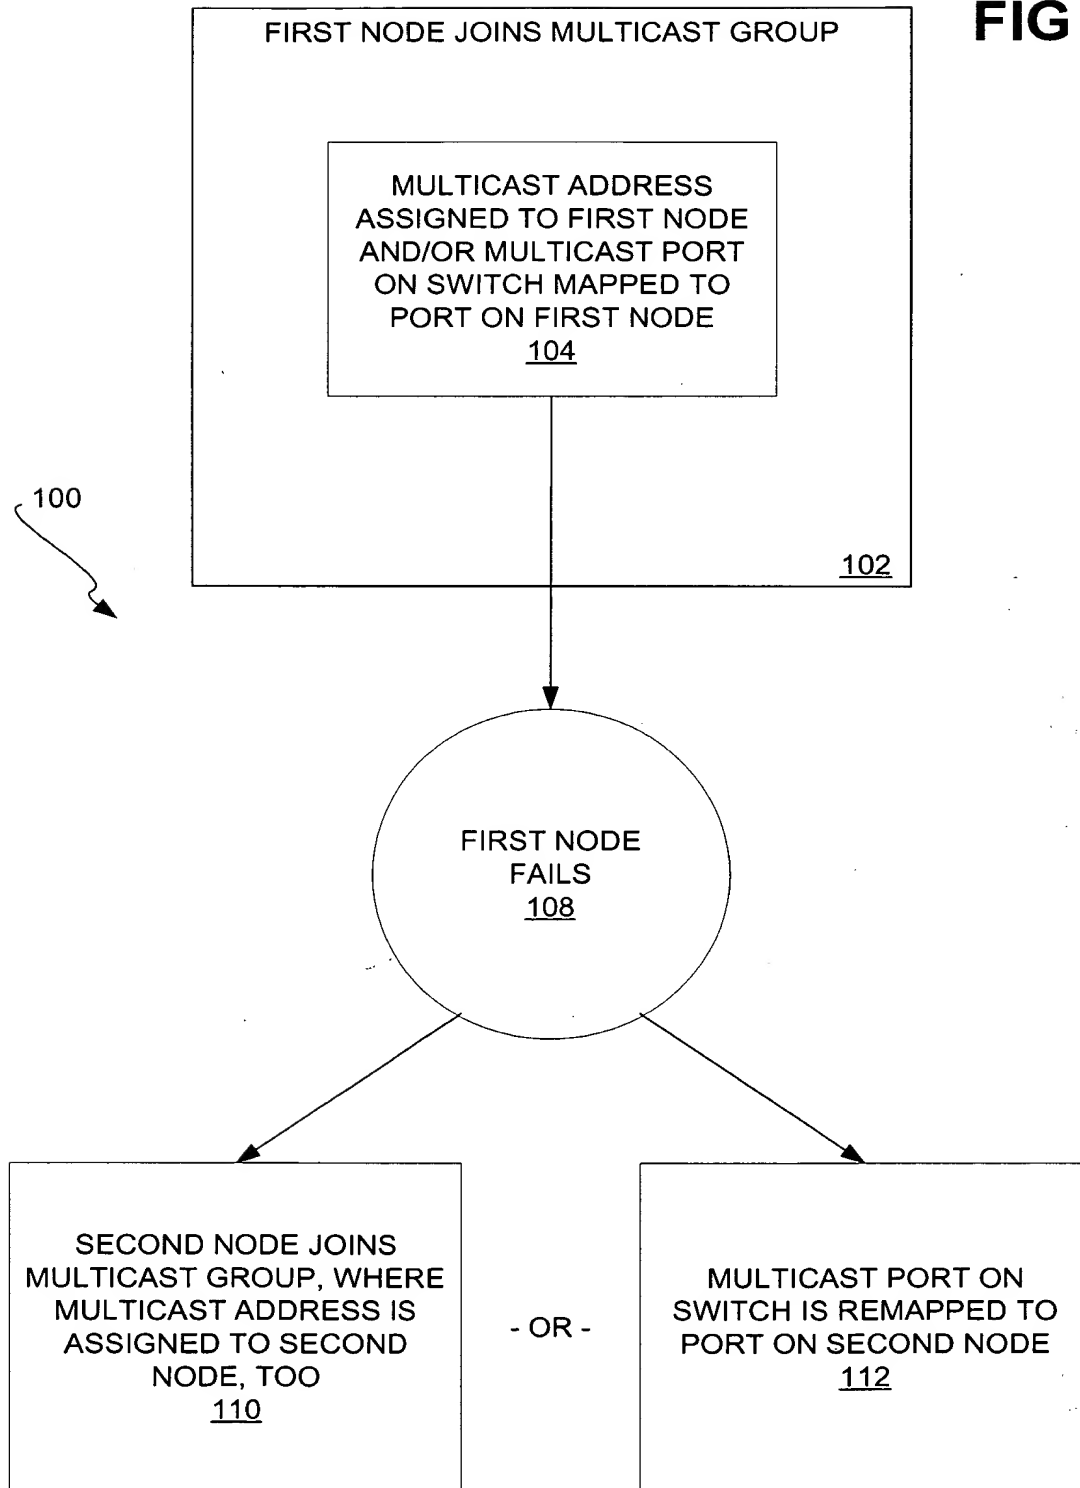 FIG
FIRST NODE JOINS MULTICAST GROUP
MULTICAST ADDRESS
ASSIGNED TO FIRST NODE
AND/OR MULTICAST PORT
ON SWITCH MAPPED TO
PORT ON FIRST NODE
104
100
102
FIRST NODE
FAILS
108
SECOND NODE JOINS
MULTICAST GROUP, WHERE
MULTICAST ADDRESS IS
ASSIGNED TO SECOND
NODE, TOO
110
- OR -
MULTICAST PORT ON
SWITCH IS REMAPPED TO
PORT ON SECOND NODE
112